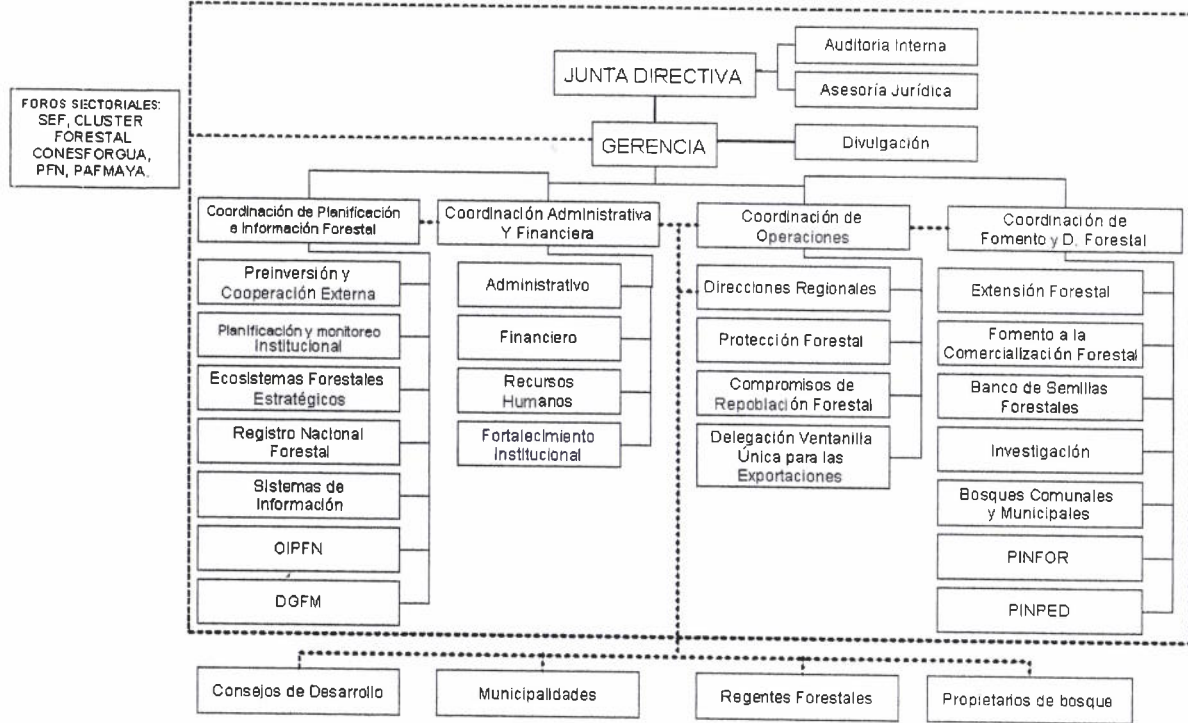 Auditoria Interna
JUNTA DIRECTIVA
Asesoría Jurídica
FOROS SECTORIALES:
SEF, CLUSTER
FORESTAL
CONESFORGUA,
PFN, PAFMAYA.
GERENCIA
Divulgación
Coordinación de Planificación
e Información Forestal
Coordinación Administrativa
Y Financiera
Coordinación de
Operaciones
Coordinación de
Fomento y D. Forestal
Preinversión y
Cooperación Externa
Planificación y monitoreo
Institucional
Ecosistemas Forestales
Estratégicos
Registro Nacional
Forestal
Sistemas de
Información
OIPFN
DGFM
Administrativo
Financiero
Recursos
Humanos
Fortalecimiento
Institucional
Direcciones Regionales
Protección Forestal
Compromisos de
Repoblación Forestal
Delegación Ventanilla
Única para las
Exportaciones
Extensión Forestal
Fomento a la
Comercialización Forestal
Banco de Semillas
Forestales
Investigación
Bosques Comunales
y Municipales
PINFOR
PINPED
Consejos de Desarrollo
Municipalidades
Regentes Forestales
Propietarios de bosque